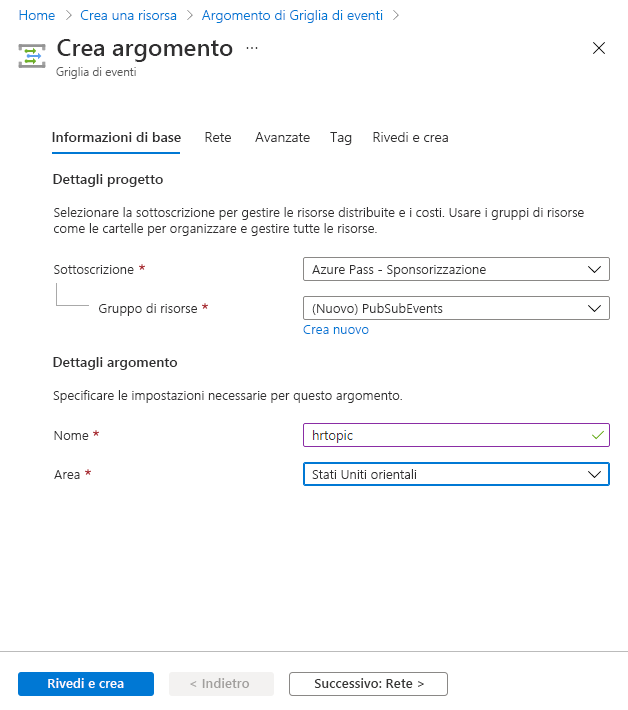 Home > Crea una risorsa > Argomento di Griglia di eventi >
Crea argomento ...
Griglia di eventi
Informazioni di base Rete Avanzate Tag Rivedi e crea
Dettagli progetto
Selezionare la sottoscrizione per gestire le risorse distribuite e i costi. Usare i gruppi di risorse
come le cartelle per organizzare e gestire tutte le risorse.
Sottoscrizione * Azure Pass - Sponsorizzazione
Gruppo di risorse * (Nuovo) PubSubEvents
Crea nuovo
Dettagli argomento
Specificare le impostazioni necessarie per questo argomento.
Nome * hrtopic
Area * Stati Uniti orientali
Rivedi e crea < Indietro Successivo: Rete >